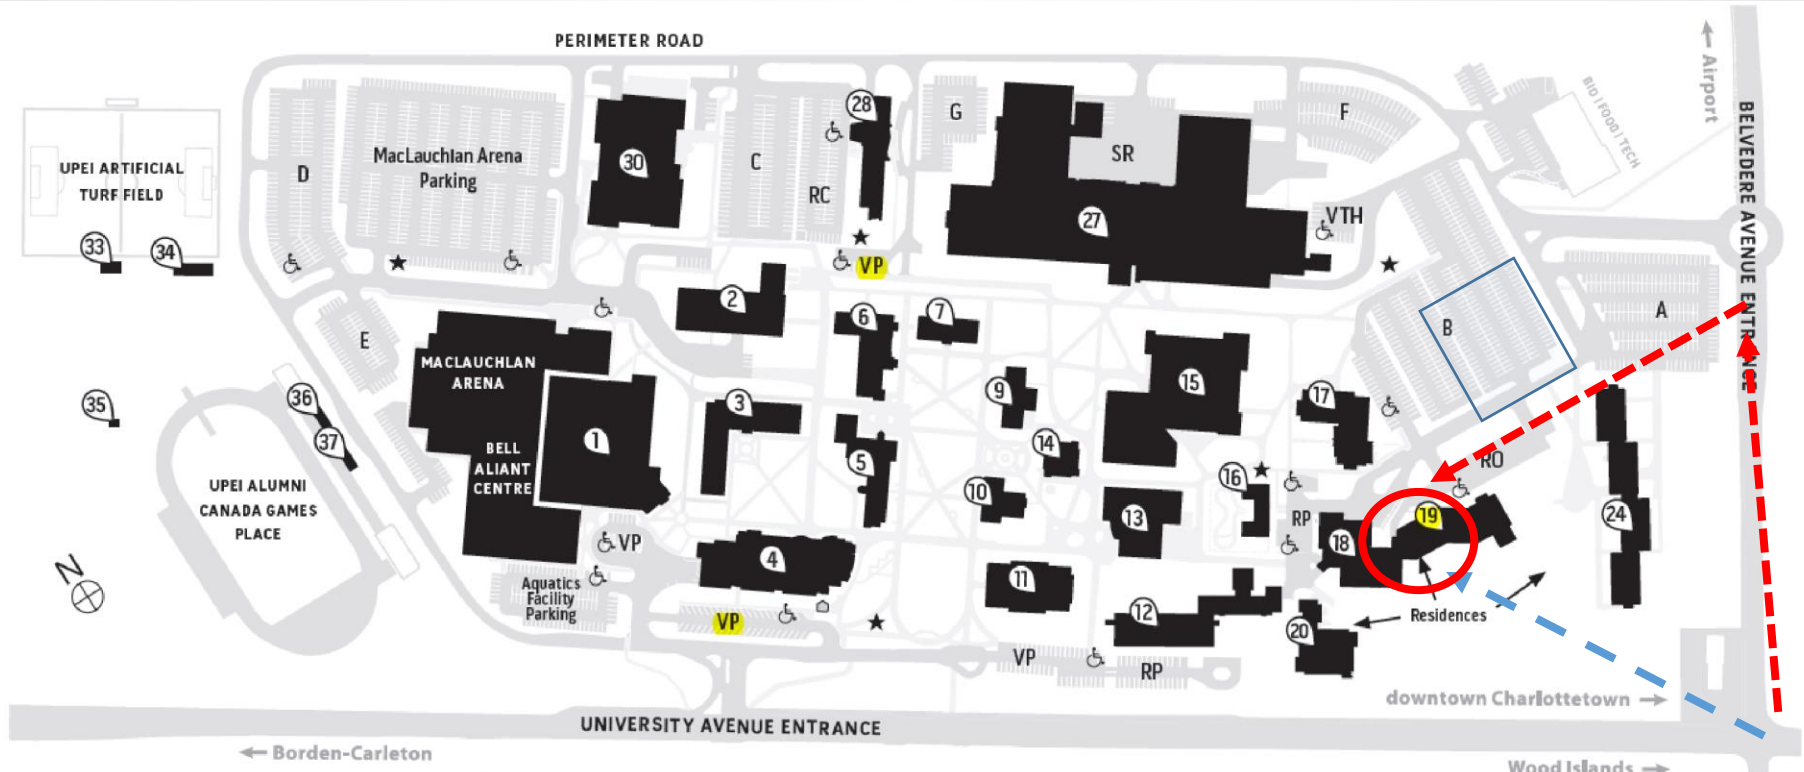 PERIMETER ROAD
Airport
BELVEDERE AVENUE ENTRANCE
BIO | FOOD | TECH
UPEI ARTIFICIAL
TURF FIELD
33
34
D
MacLauchlan Arena
Parking
30
C
RC
28
G
SR
27
F
VTH
VP
A
B
E
2
6
7
MACLAUCHLAN
ARENA
BELL
ALIANT
CENTRE
1
3
5
9
14
10
15
17
16
13
RO
RP
18
19
24
35
36
37
UPEI ALUMNI
CANADA GAMES
PLACE
N
VP
Aquatics
Facility
Parking
4
VP
11
12
20
Residences
VP
RP
downtown Charlottetown
UNIVERSITY AVENUE ENTRANCE
Borden-Carleton
Wood Islands